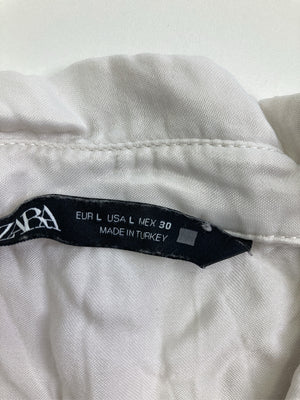 ZARA
EUR L USA L MEX 30
MADE IN TURKEY